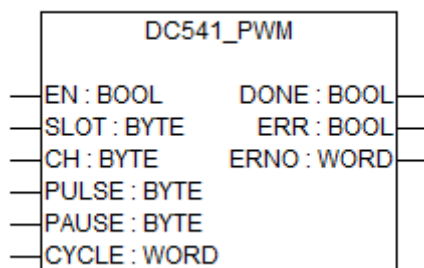 DC541_PWM
EN : BOOL DONE : BOOL
SLOT : BYTE ERR : BOOL
CH : BYTE ERNO : WORD
PULSE : BYTE
PAUSE : BYTE
CYCLE : WORD